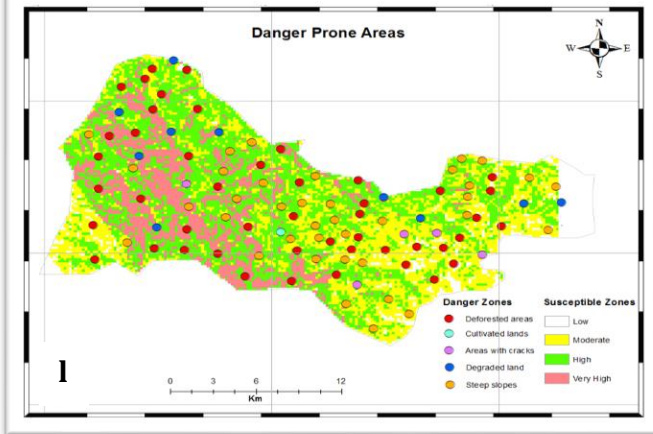 Danger Prone Areas
N
W E
S
Danger Zones
Deforested areas
Cultivated lands
Areas with cracks
Degraded land
Steep slopes
Susceptible Zones
Low
Moderate
High
Very High
l
0 3 6 12
Km